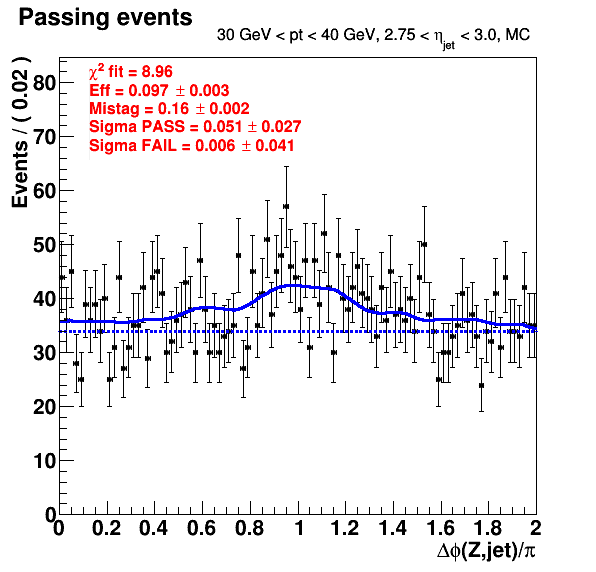 Passing events
30 GeV < pt < 40 GeV, 2.75 < η_jet < 3.0, MC
χ² fit = 8.96
Eff = 0.097 ± 0.003
Mistag = 0.16 ± 0.002
Sigma PASS = 0.051 ± 0.027
Sigma FAIL = 0.006 ± 0.041
Events / ( 0.02 )
80
70
60
50
40
30
20
10
0
0 0.2 0.4 0.6 0.8 1 1.2 1.4 1.6 1.8 2
Δφ(Z,jet)/π